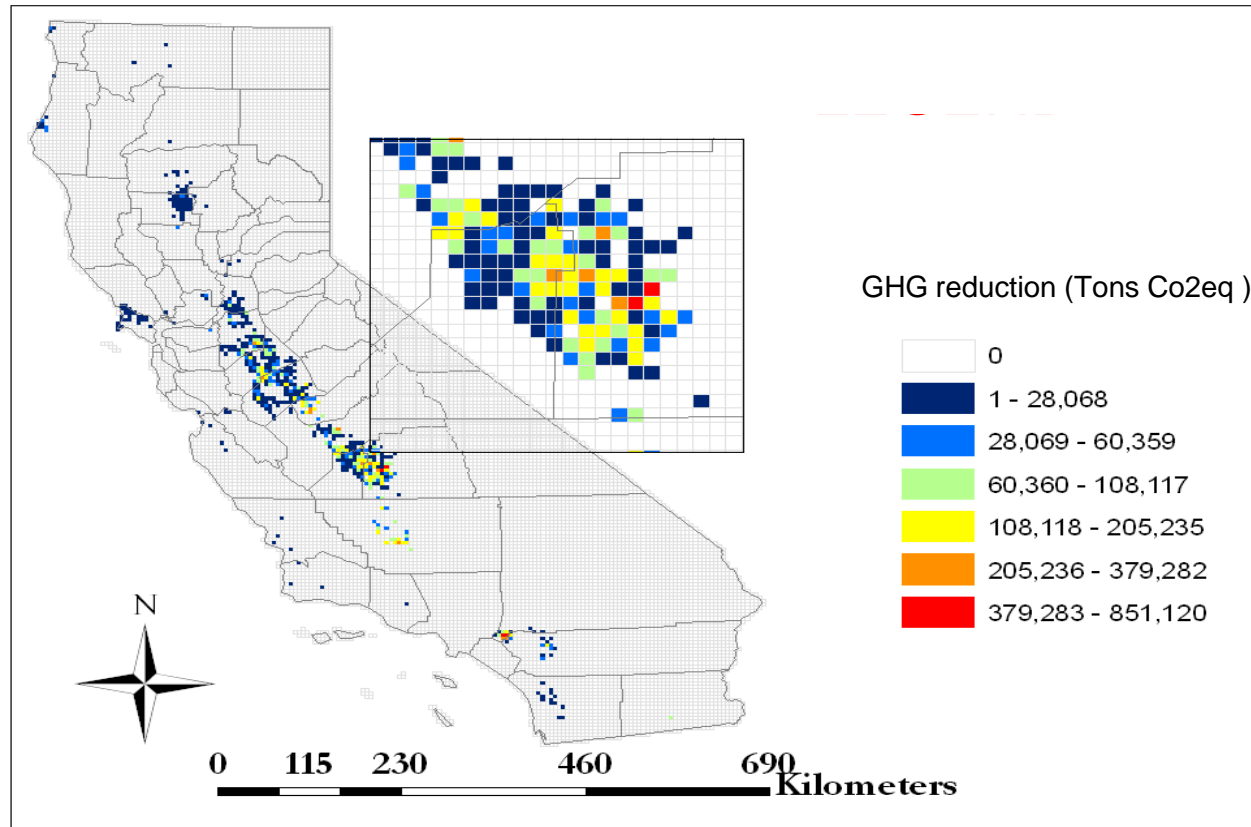 GHG reduction (Tons Co2eq )
0
1 - 28,068
28,069 - 60,359
60,360 - 108,117
108,118 - 205,235
205,236 - 379,282
379,283 - 851,120
N
0 115 230 460 690
Kilometers